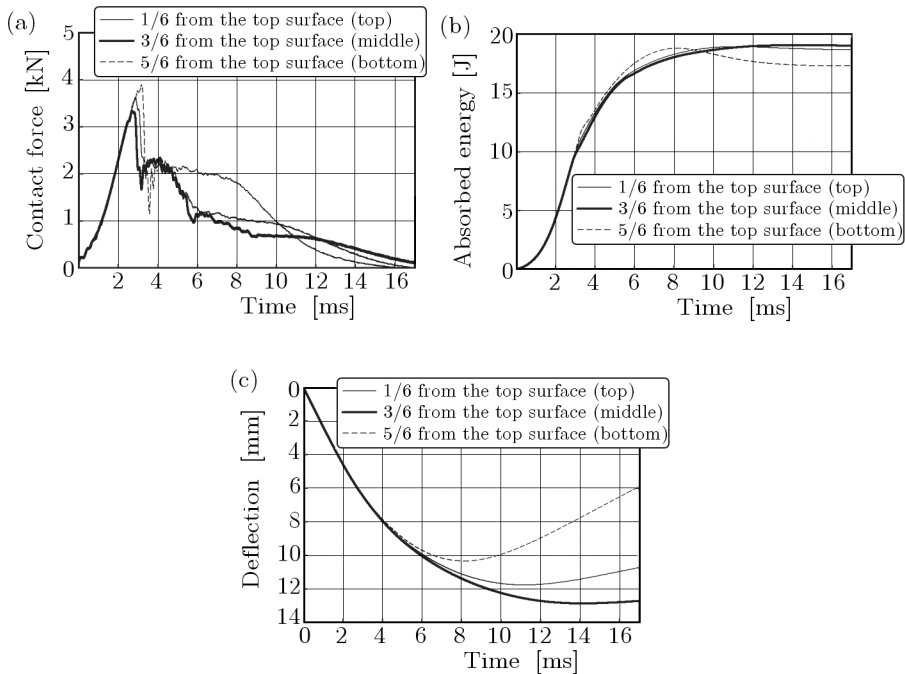 (a)
1/6 from the top surface (top)
3/6 from the top surface (middle)
5/6 from the top surface (bottom)
Contact force [kN]
5
4
3
2
1
0
2 4 6 8 10 12 14 16
Time [ms]
(b)
Absorbed energy [J]
20
15
10
5
0
1/6 from the top surface (top)
3/6 from the top surface (middle)
5/6 from the top surface (bottom)
2 4 6 8 10 12 14 16
Time [ms]
(c)
1/6 from the top surface (top)
3/6 from the top surface (middle)
5/6 from the top surface (bottom)
Deflection [mm]
0
2
4
6
8
10
12
14
0 2 4 6 8 10 12 14 16
Time [ms]